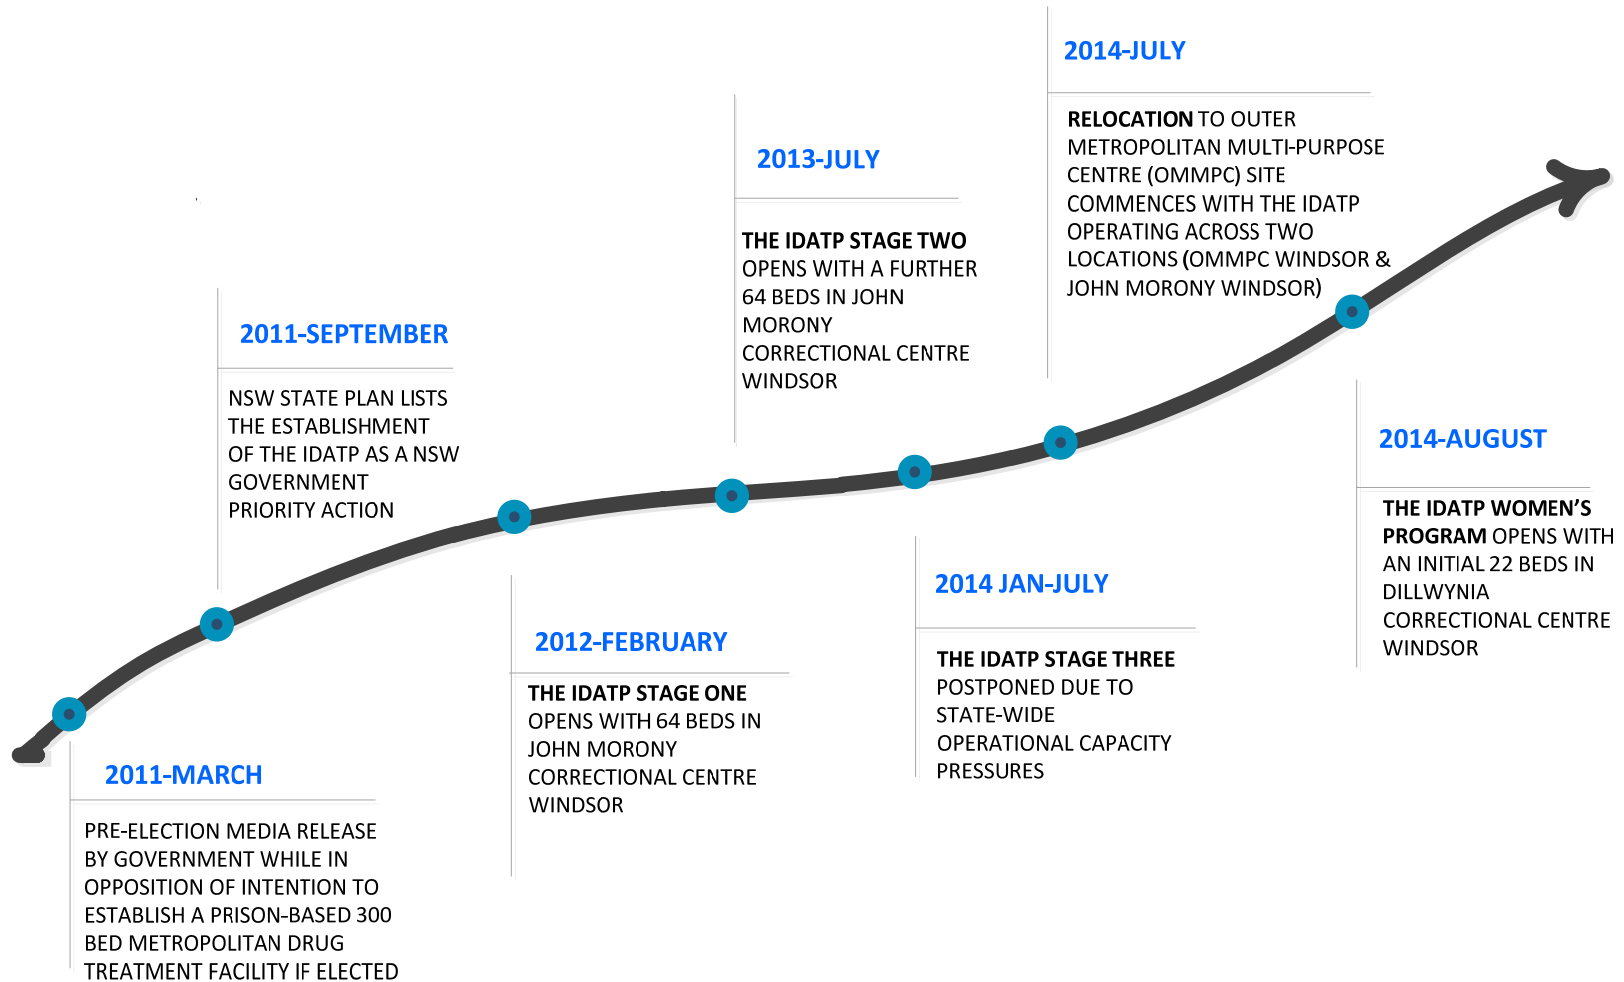 2011-MARCH
PRE-ELECTION MEDIA RELEASE
BY GOVERNMENT WHILE IN
OPPOSITION OF INTENTION TO
ESTABLISH A PRISON-BASED 300
BED METROPOLITAN DRUG
TREATMENT FACILITY IF ELECTED
2011-SEPTEMBER
NSW STATE PLAN LISTS
THE ESTABLISHMENT
OF THE IDATP AS A NSW
GOVERNMENT
PRIORITY ACTION
2012-FEBRUARY
THE IDATP STAGE ONE
OPENS WITH 64 BEDS IN
JOHN MORONY
CORRECTIONAL CENTRE
WINDSOR
2013-JULY
THE IDATP STAGE TWO
OPENS WITH A FURTHER
64 BEDS IN JOHN
MORONY
CORRECTIONAL CENTRE
WINDSOR
2014 JAN-JULY
THE IDATP STAGE THREE
POSTPONED DUE TO
STATE-WIDE
OPERATIONAL CAPACITY
PRESSURES
2014-JULY
RELOCATION TO OUTER
METROPOLITAN MULTI-PURPOSE
CENTRE (OMMPC) SITE
COMMENCES WITH THE IDATP
OPERATING ACROSS TWO
LOCATIONS (OMMPC WINDSOR &
JOHN MORONY WINDSOR)
2014-AUGUST
THE IDATP WOMEN’S
PROGRAM OPENS WITH
AN INITIAL 22 BEDS IN
DILLWYNIA
CORRECTIONAL CENTRE
WINDSOR